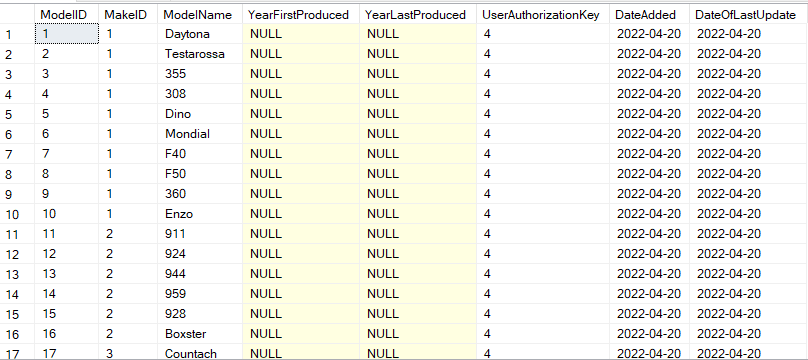 ModelID MakeID ModelName YearFirstProduced YearLastProduced UserAuthorizationKey DateAdded DateOfLastUpdate
1 1 1 Daytona NULL NULL 4 2022-04-20 2022-04-20
2 2 1 Testarossa NULL NULL 4 2022-04-20 2022-04-20
3 3 1 355 NULL NULL 4 2022-04-20 2022-04-20
4 4 1 308 NULL NULL 4 2022-04-20 2022-04-20
5 5 1 Dino NULL NULL 4 2022-04-20 2022-04-20
6 6 1 Mondial NULL NULL 4 2022-04-20 2022-04-20
7 7 1 F40 NULL NULL 4 2022-04-20 2022-04-20
8 8 1 F50 NULL NULL 4 2022-04-20 2022-04-20
9 9 1 360 NULL NULL 4 2022-04-20 2022-04-20
10 10 1 Enzo NULL NULL 4 2022-04-20 2022-04-20
11 11 2 911 NULL NULL 4 2022-04-20 2022-04-20
12 12 2 924 NULL NULL 4 2022-04-20 2022-04-20
13 13 2 944 NULL NULL 4 2022-04-20 2022-04-20
14 14 2 959 NULL NULL 4 2022-04-20 2022-04-20
15 15 2 928 NULL NULL 4 2022-04-20 2022-04-20
16 16 2 Boxster NULL NULL 4 2022-04-20 2022-04-20
17 17 3 Countach NULL NULL 4 2022-04-20 2022-04-20